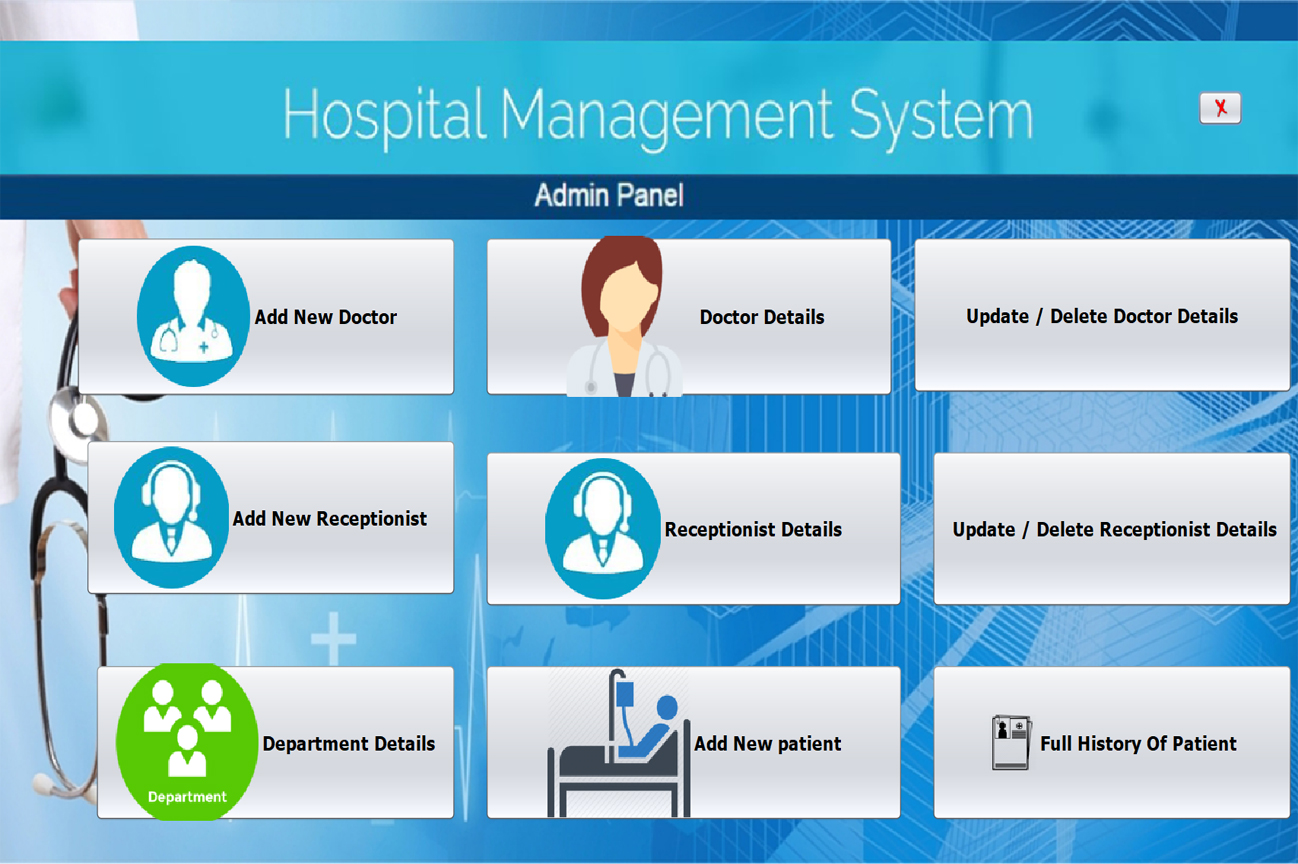 Hospital Management System
X
Admin Panel
Add New Doctor
Doctor Details
Update / Delete Doctor Details
Add New Receptionist
Receptionist Details
Update / Delete Receptionist Details
Department Details
Department
Add New patient
Full History Of Patient